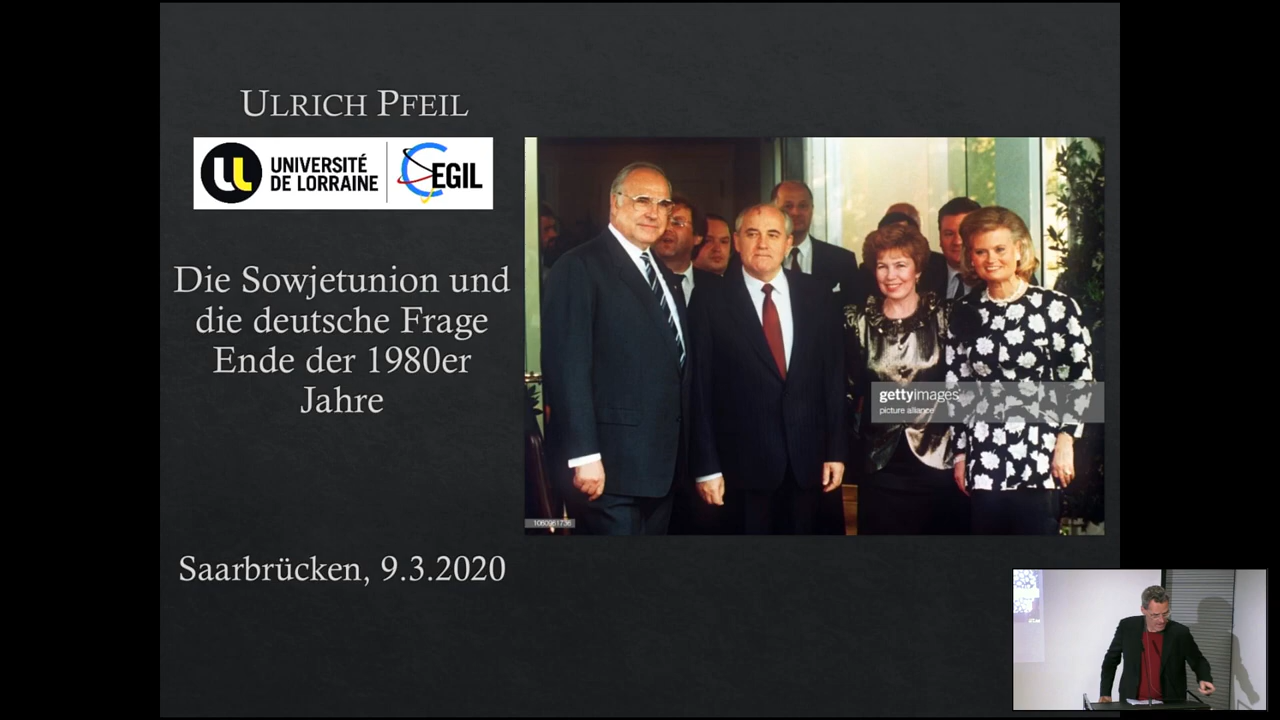 ULRICH PFEIL
UL
UNIVERSITÉ
DE LORRAINE
CEGIL
Die Sowjetunion und
die deutsche Frage
Ende der 1980er
Jahre
gettyimages
picture alliance
1060961736
Saarbrücken, 9.3.2020